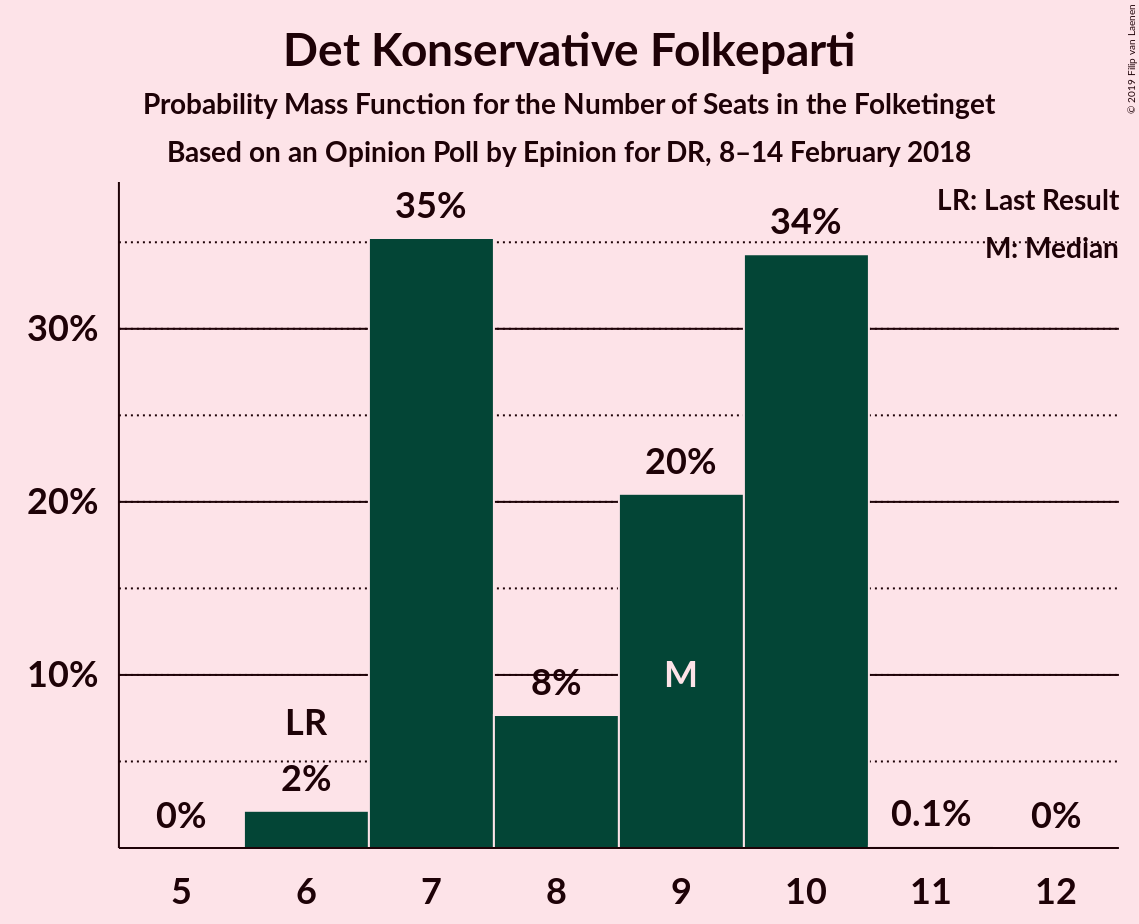 Det Konservative Folkeparti
Probability Mass Function for the Number of Seats in the Folketinget
Based on an Opinion Poll by Epinion for DR, 8–14 February 2018
© 2019 Filip van Laenen
LR: Last Result
M: Median
35%
34%
30%
20%
20%
10%
8%
M
LR
2%
0%
0.1%
0%
5 6 7 8 9 10 11 12